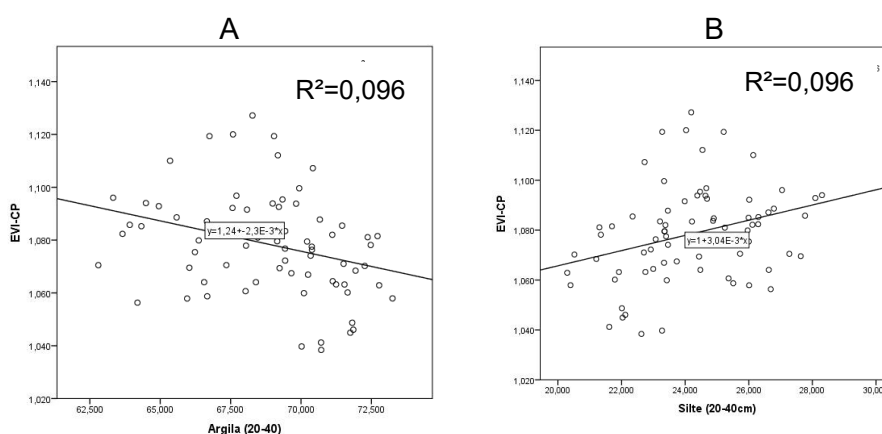 A
R²=0,096
1,140
1,120
1,100
1,080
1,060
1,040
1,020
EVI-CP
y=1,24+-2,3E-3*x
62,500 65,000 67,500 70,000 72,500
Argila (20-40)
B
R²=0,096
1,140
1,120
1,100
1,080
1,060
1,040
1,020
EVI-CP
y=1+3,04E-3*x
20,000 22,000 24,000 26,000 28,000 30,00
Silte (20-40cm)